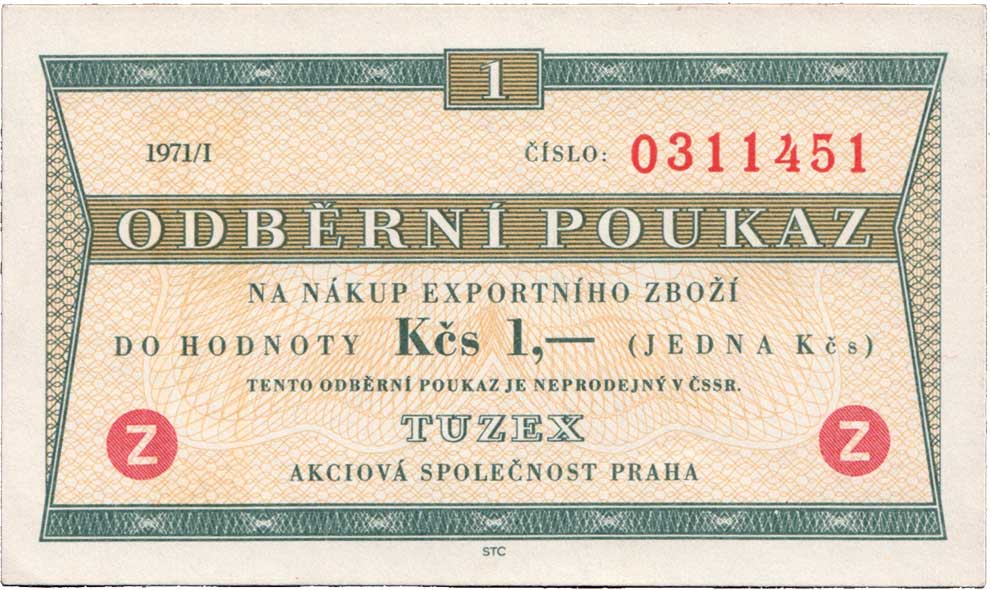 1
1971/I ČÍSLO: 0311451
ODBĚRNÍ POUKAZ
NA NÁKUP EXPORTNÍHO ZBOŽÍ
DO HODNOTY Kčs 1,— (JEDNA Kčs)
TENTO ODBĚRNÍ POUKAZ JE NEPRODEJNÝ V ČSSR.
Z TUZEX Z
AKCIOVÁ SPOLEČNOST PRAHA
STC